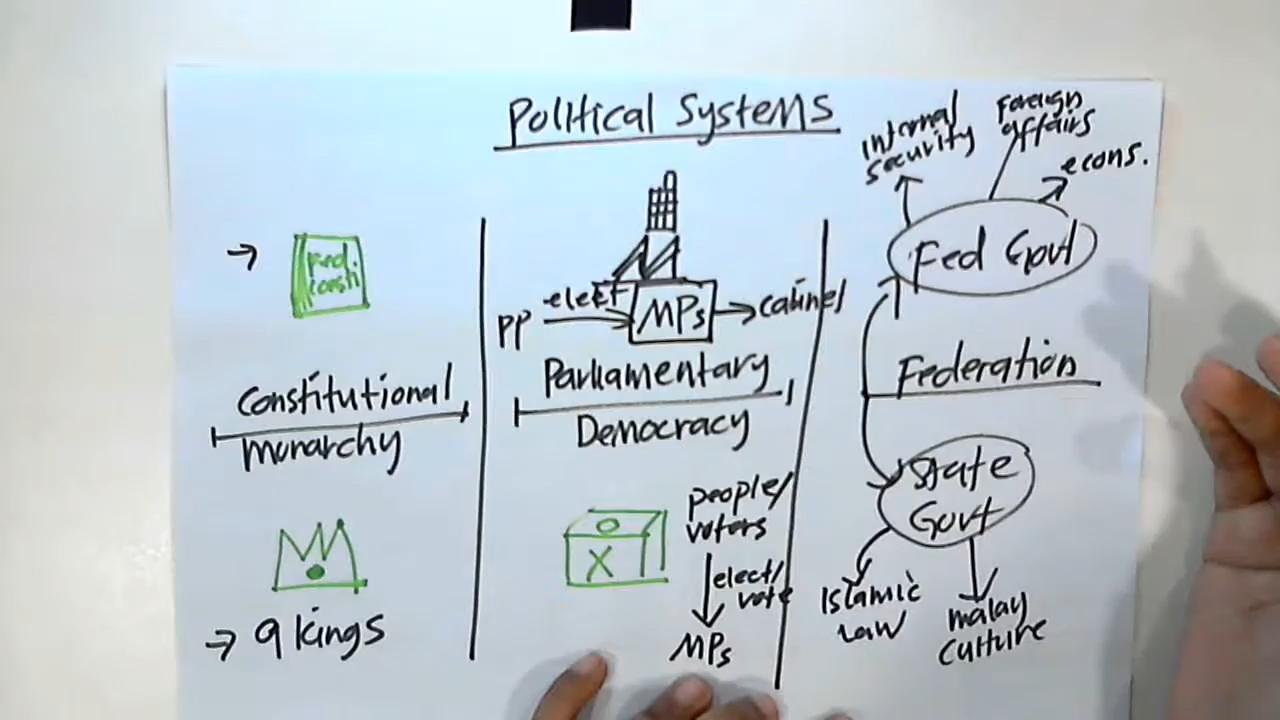 Political Systems
Fed.
consti
Constitutional
Monarchy
9 kings
elect
PP
MPs
cabinet
Parliamentary
Democracy
X
people/
voters
elect/
vote
MPs
internal
security
Foreign
affairs
econs.
Fed Govt
Federation
State
Govt
Islamic
law
malay
culture